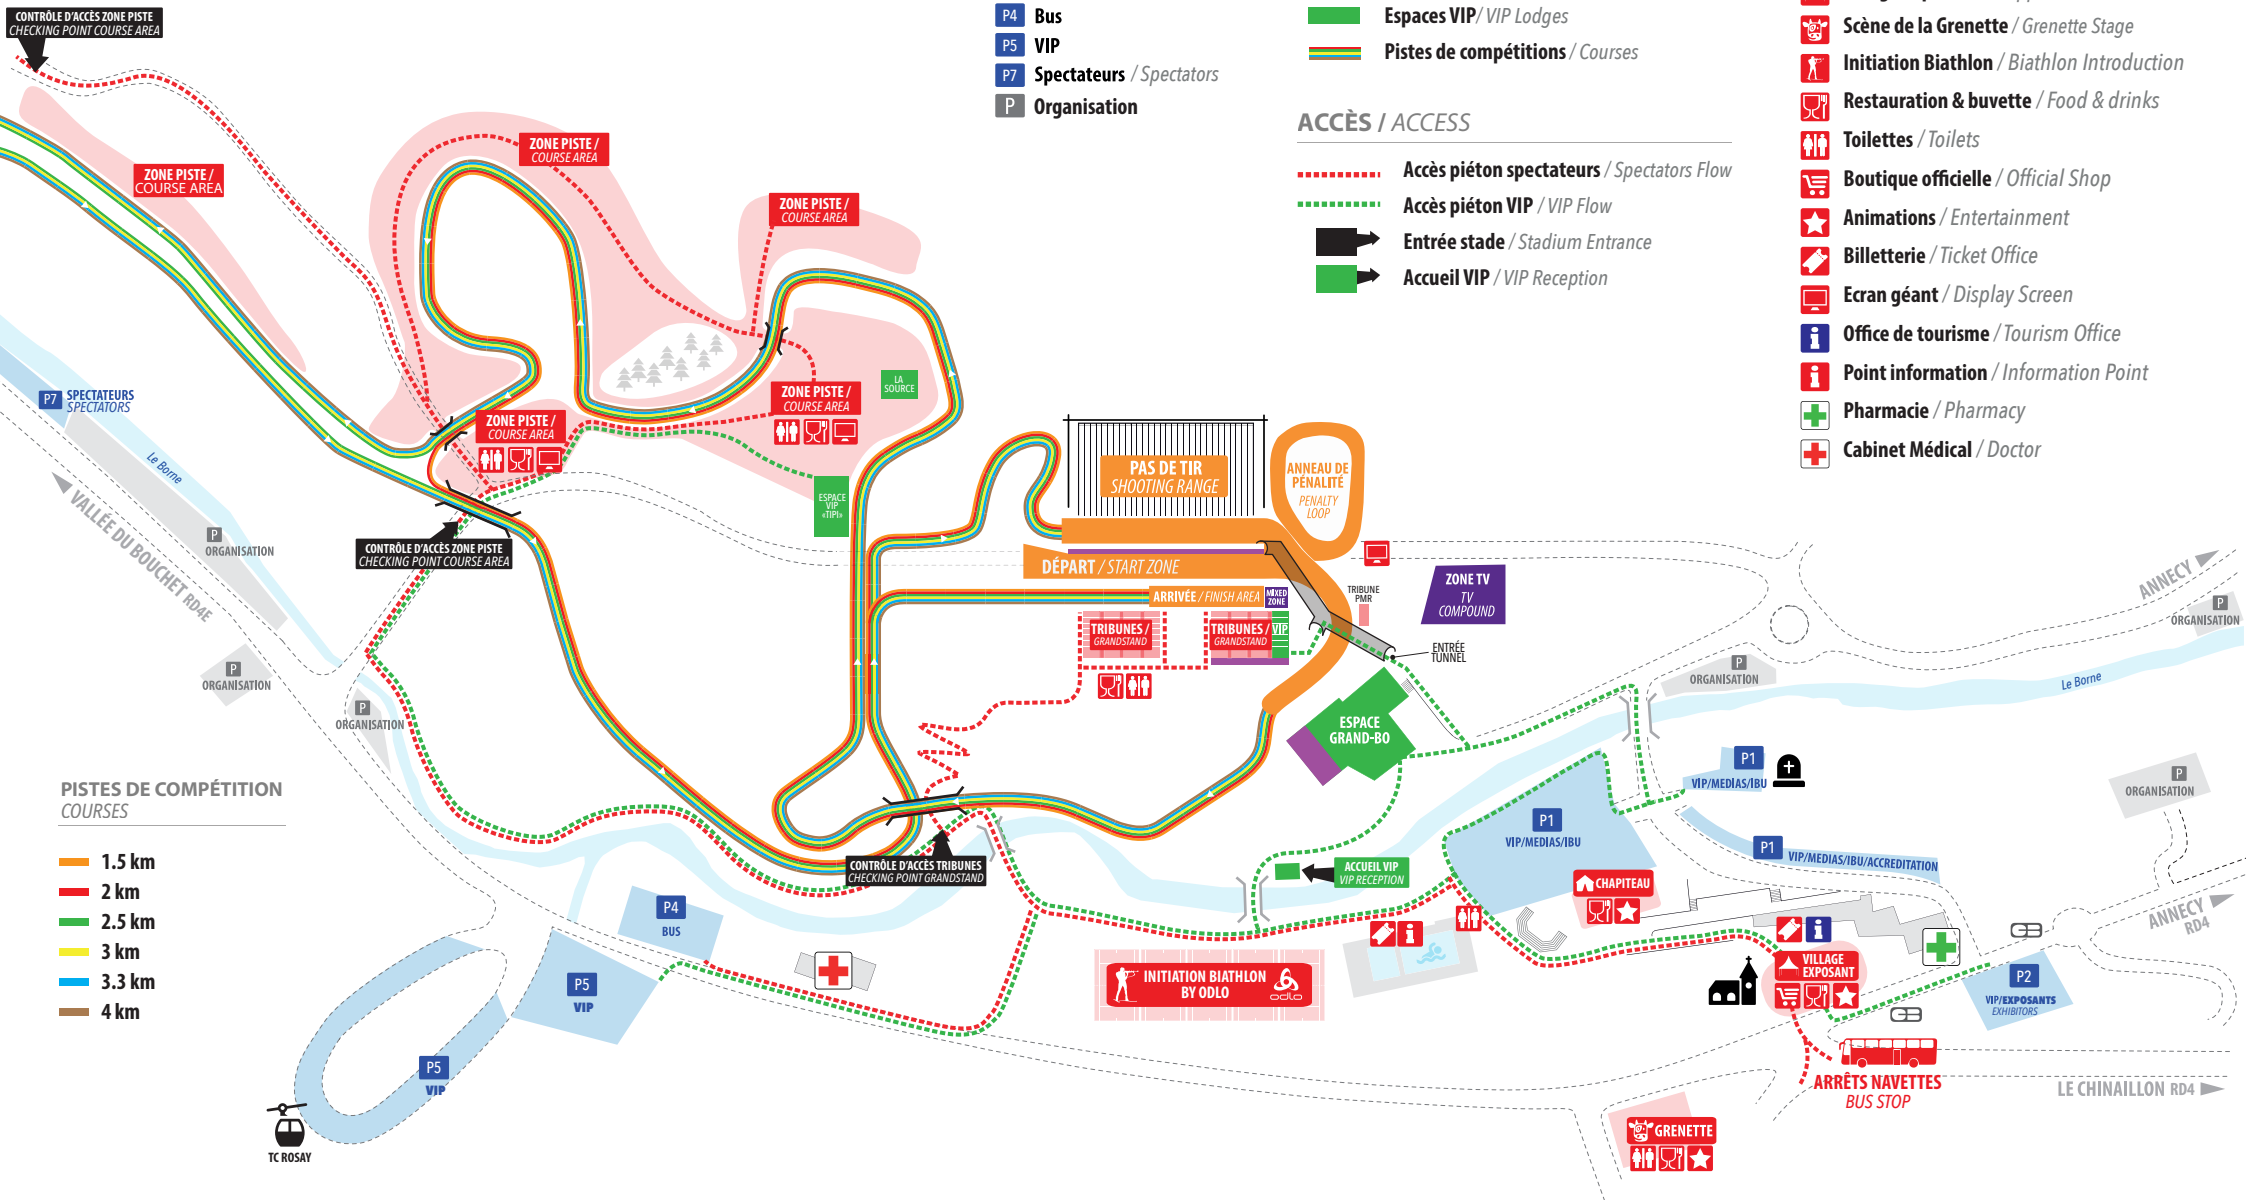 CONTRÔLE D'ACCÈS ZONE PISTE
CHECKING POINT COURSE AREA
P4 Bus
P5 VIP
P7 Spectateurs / Spectators
P Organisation
Espaces VIP / VIP Lodges
Pistes de compétitions / Courses
ACCÈS / ACCESS
Accès piéton spectateurs / Spectators Flow
Accès piéton VIP / VIP Flow
Entrée stade / Stadium Entrance
Accueil VIP / VIP Reception
Scène de la Grenette / Grenette Stage
Initiation Biathlon / Biathlon Introduction
Restauration & buvette / Food & drinks
Toilettes / Toilets
Boutique officielle / Official Shop
Animations / Entertainment
Billetterie / Ticket Office
Ecran géant / Display Screen
Office de tourisme / Tourism Office
Point information / Information Point
Pharmacie / Pharmacy
Cabinet Médical / Doctor
ZONE PISTE /
COURSE AREA
ZONE PISTE /
COURSE AREA
ZONE PISTE /
COURSE AREA
ZONE PISTE /
COURSE AREA
ZONE PISTE /
COURSE AREA
LA
SOURCE
ESPACE
VIP
«TIPI»
P7 SPECTATEURS
SPECTATORS
Le Borne
VALLÉE DU BOUCHET RD4E
P
ORGANISATION
P
ORGANISATION
P
ORGANISATION
CONTRÔLE D'ACCÈS ZONE PISTE
CHECKING POINT COURSE AREA
PAS DE TIR
SHOOTING RANGE
ANNEAU DE
PÉNALITÉ
PENALTY
LOOP
DÉPART / START ZONE
ARRIVÉE / FINISH AREA
MIXED
ZONE
TRIBUNES /
GRANDSTAND
TRIBUNES /
GRANDSTAND
VIP
TRIBUNE
PMR
ZONE TV
TV
COMPOUND
ENTRÉE
TUNNEL
ESPACE
GRAND-BO
ANNECY
P
ORGANISATION
P
ORGANISATION
Le Borne
P
ORGANISATION
P1
VIP/MEDIAS/IBU
P1
VIP/MEDIAS/IBU
P1 VIP/MEDIAS/IBU/ACCREDITATION
PISTES DE COMPÉTITION
COURSES
1.5 km
2 km
2.5 km
3 km
3.3 km
4 km
CONTRÔLE D'ACCÈS TRIBUNES
CHECKING POINT GRANDSTAND
ACCUEIL VIP
VIP RECEPTION
CHAPITEAU
ANNECY
RD4
P4
BUS
P5
VIP
P5
VIP
TC ROSAY
INITIATION BIATHLON
BY ODLO
odlo
VILLAGE
EXPOSANT
P2
VIP/EXPOSANTS
EXHIBITORS
ARRÊTS NAVETTES
BUS STOP
LE CHINAILLON RD4
GRENETTE